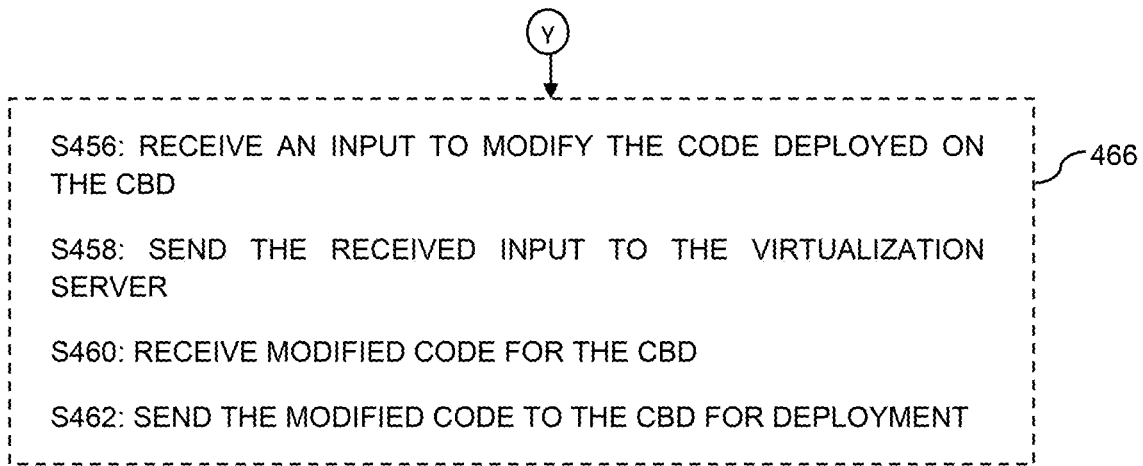 Y
S456: RECEIVE AN INPUT TO MODIFY THE CODE DEPLOYED ON
THE CBD
466
S458: SEND THE RECEIVED INPUT TO THE VIRTUALIZATION
SERVER
S460: RECEIVE MODIFIED CODE FOR THE CBD
S462: SEND THE MODIFIED CODE TO THE CBD FOR DEPLOYMENT